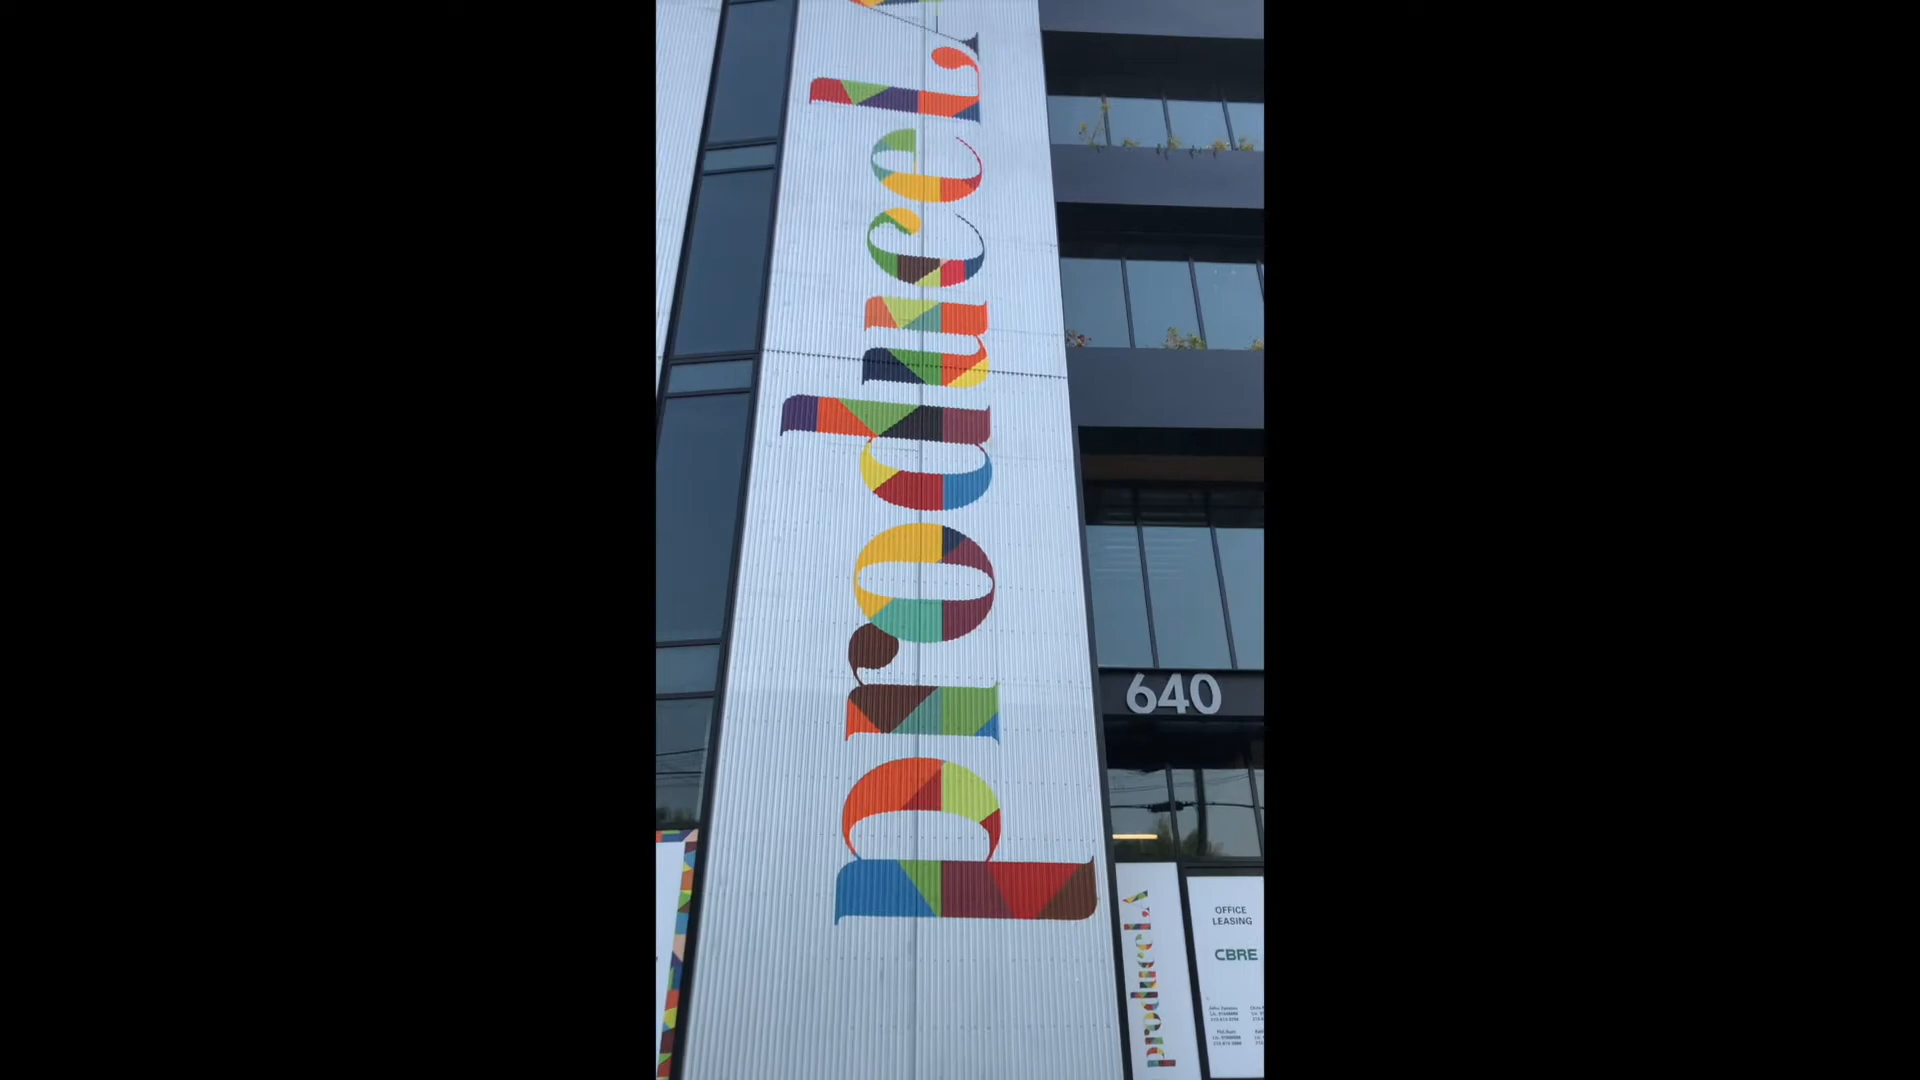 produceLA
640
produceLA
OFFICE
LEASING
CBRE